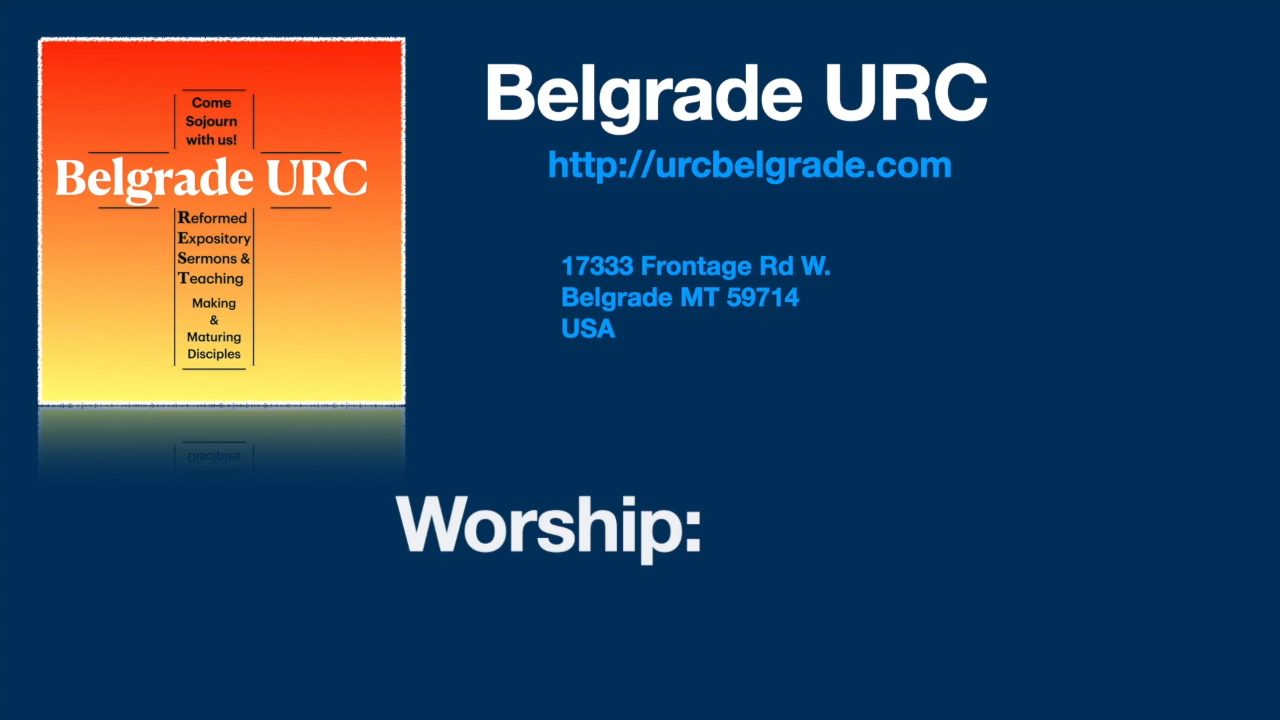 Come
Sojourn
with us!
Belgrade URC
Reformed
Expository
Sermons &
Teaching
Making
&
Maturing
Disciples
Belgrade URC
http://urcbelgrade.com
17333 Frontage Rd W.
Belgrade MT 59714
USA
Worship: